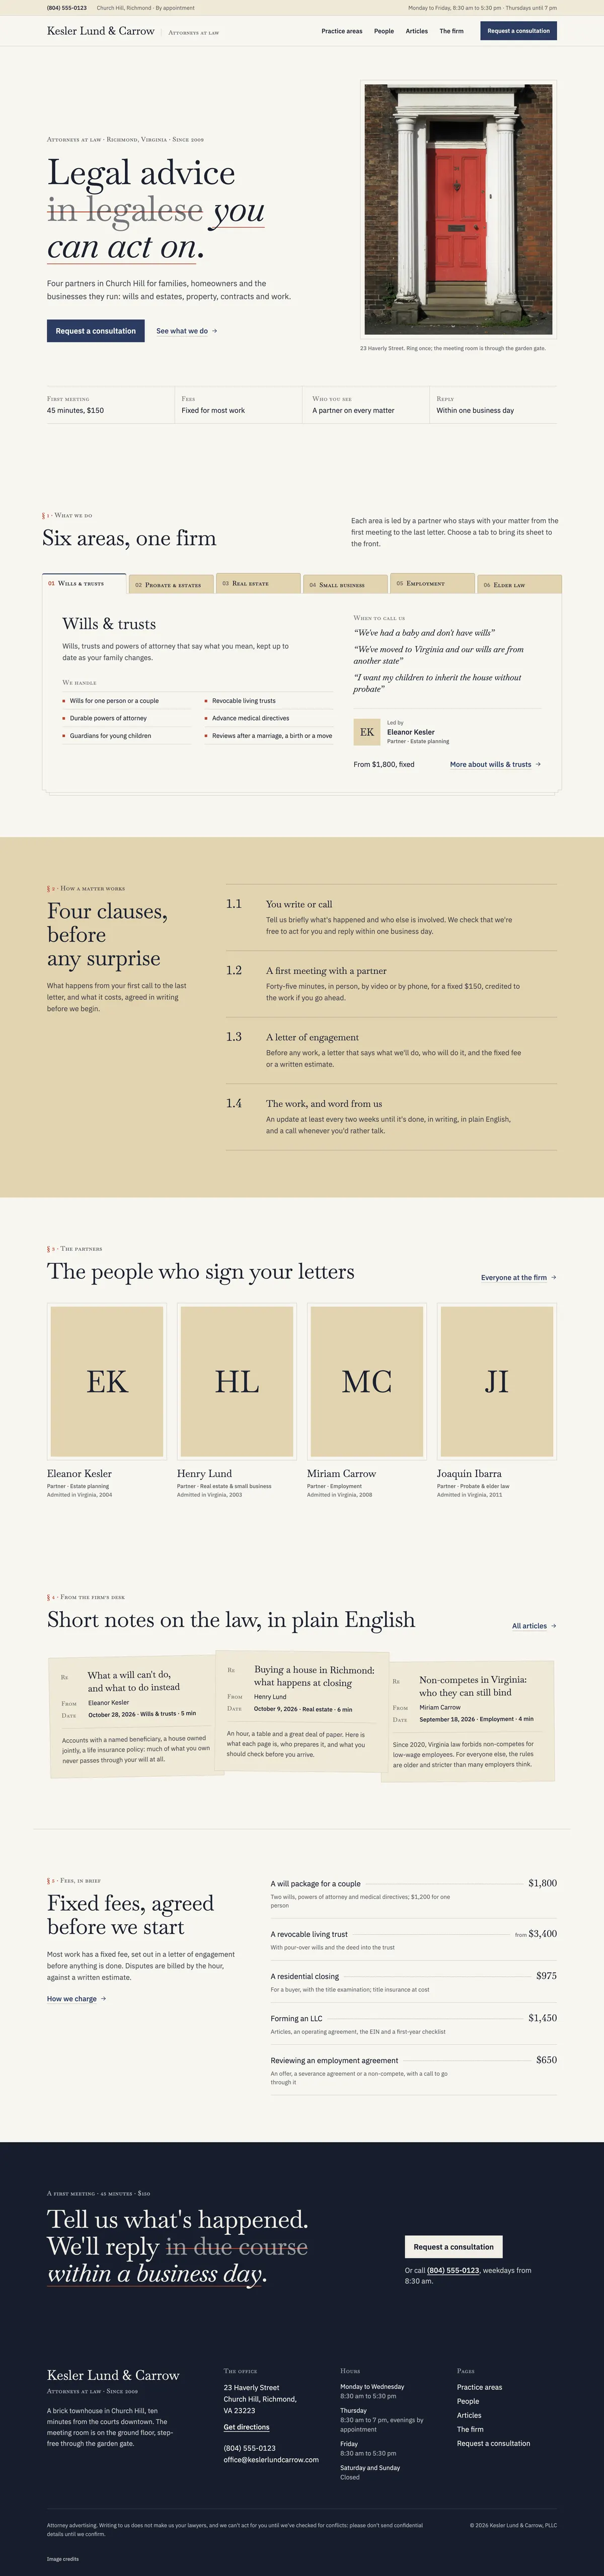 (804) 555-0123 Church Hill, Richmond · By appointment Monday to Friday, 8:30 am to 5:30 pm · Thursdays until 7 pm
Kesler Lund & Carrow Attorneys at law Practice areas People Articles The firm Request a consultation
Attorneys at law · Richmond, Virginia · Since 2009
Legal advice
in legalese you
can act on.
Four partners in Church Hill for families, homeowners and the
businesses they run: wills and estates, property, contracts and work.
Request a consultation See what we do →
23 Haverly Street. Ring once; the meeting room is through the garden gate.
First meeting
45 minutes, $150
Fees
Fixed for most work
Who you see
A partner on every matter
Reply
Within one business day
§ 1 · What we do
Six areas, one firm
Each area is led by a partner who stays with your matter from the
first meeting to the last letter. Choose a tab to bring its sheet to
the front.
01 Wills & trusts
02 Probate & estates
03 Real estate
04 Small business
05 Employment
06 Elder law
Wills & trusts
Wills, trusts and powers of attorney that say what you mean, kept up to
date as your family changes.
We handle
Wills for one person or a couple
Revocable living trusts
Durable powers of attorney
Advance medical directives
Guardians for young children
Reviews after a marriage, a birth or a move
When to call us
“We've had a baby and don't have wills”
“We've moved to Virginia and our wills are from
another state”
“I want my children to inherit the house without
probate”
EK
Led by
Eleanor Kesler
Partner · Estate planning
From $1,800, fixed More about wills & trusts →
§ 2 · How a matter works
Four clauses,
before
any surprise
What happens from your first call to the last
letter, and what it costs, agreed in writing
before we begin.
1.1 You write or call
Tell us briefly what's happened and who else is involved. We check that we're
free to act for you and reply within one business day.
1.2 A first meeting with a partner
Forty-five minutes, in person, by video or by phone, for a fixed $150, credited to
the work if you go ahead.
1.3 A letter of engagement
Before any work, a letter that says what we'll do, who will do it, and the fixed fee
or a written estimate.
1.4 The work, and word from us
An update at least every two weeks until it's done, in writing, in plain English,
and a call whenever you'd rather talk.
§ 3 · The partners
The people who sign your letters
Everyone at the firm →
EK
Eleanor Kesler
Partner · Estate planning
Admitted in Virginia, 2004
HL
Henry Lund
Partner · Real estate & small business
Admitted in Virginia, 2003
MC
Miriam Carrow
Partner · Employment
Admitted in Virginia, 2008
JI
Joaquin Ibarra
Partner · Probate & elder law
Admitted in Virginia, 2011
§ 4 · From the firm's desk
Short notes on the law, in plain English
All articles →
Re What a will can't do,
and what to do instead
From Eleanor Kesler
Date October 28, 2026 · Wills & trusts · 5 min
Accounts with a named beneficiary, a house owned
jointly, a life insurance policy: much of what you own
never passes through your will at all.
Re Buying a house in Richmond:
what happens at closing
From Henry Lund
Date October 9, 2026 · Real estate · 6 min
An hour, a table and a great deal of paper. Here is
what each page is, who prepares it, and what you
should check before you arrive.
Re Non-competes in Virginia:
who they can still bind
From Miriam Carrow
Date September 18, 2026 · Employment · 4 min
Since 2020, Virginia law forbids non-competes for
low-wage employees. For everyone else, the rules
are older and stricter than many employers think.
§ 5 · Fees, in brief
Fixed fees, agreed
before we start
Most work has a fixed fee, set out in a letter of engagement
before anything is done. Disputes are billed by the hour,
against a written estimate.
How we charge →
A will package for a couple $1,800
Two wills, powers of attorney and medical directives; $1,200 for one
person
A revocable living trust from $3,400
With pour-over wills and the deed into the trust
A residential closing $975
For a buyer, with the title examination; title insurance at cost
Forming an LLC $1,450
Articles, an operating agreement, the EIN and a first-year checklist
Reviewing an employment agreement $650
An offer, a severance agreement or a non-compete, with a call to go
through it
A first meeting · 45 minutes · $150
Tell us what's happened.
We'll reply in due course
within a business day.
Request a consultation
Or call (804) 555-0123, weekdays from
8:30 am.
Kesler Lund & Carrow
Attorneys at law · Since 2009
A brick townhouse in Church Hill, ten
minutes from the courts downtown. The
meeting room is on the ground floor, step-
free through the garden gate.
The office
23 Haverly Street
Church Hill, Richmond,
VA 23223
Get directions
(804) 555-0123
office@keslerlundcarrow.com
Hours
Monday to Wednesday
8:30 am to 5:30 pm
Thursday
8:30 am to 7 pm, evenings by
appointment
Friday
8:30 am to 5:30 pm
Saturday and Sunday
Closed
Pages
Practice areas
People
Articles
The firm
Request a consultation
Attorney advertising. Writing to us does not make us your lawyers, and we can't act for you until we've checked for conflicts: please don't send confidential
details until we confirm.
© 2026 Kesler Lund & Carrow, PLLC
Image credits